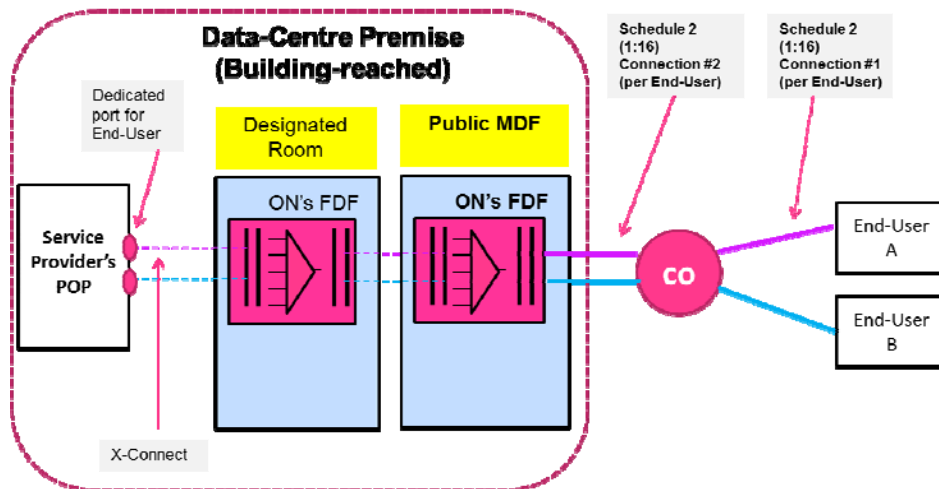 Data-Centre Premise
(Building-reached)
Schedule 2
(1:16)
Connection #2
(per End-User)
Schedule 2
(1:16)
Connection #1
(per End-User)
Dedicated
port for
End-User
Designated
Room
Public MDF
ON's FDF
ON's FDF
Service
Provider's
POP
CO
End-User
A
End-User
B
X-Connect